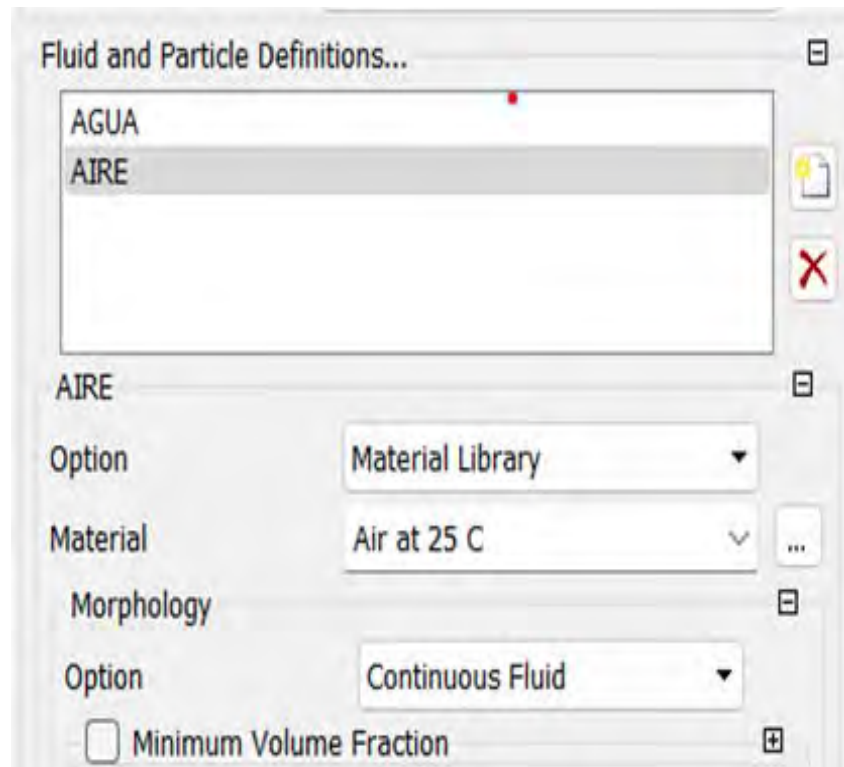 Fluid and Particle Definitions...
AGUA
AIRE
AIRE
Option Material Library
Material Air at 25 C ...
Morphology
Option Continuous Fluid
Minimum Volume Fraction